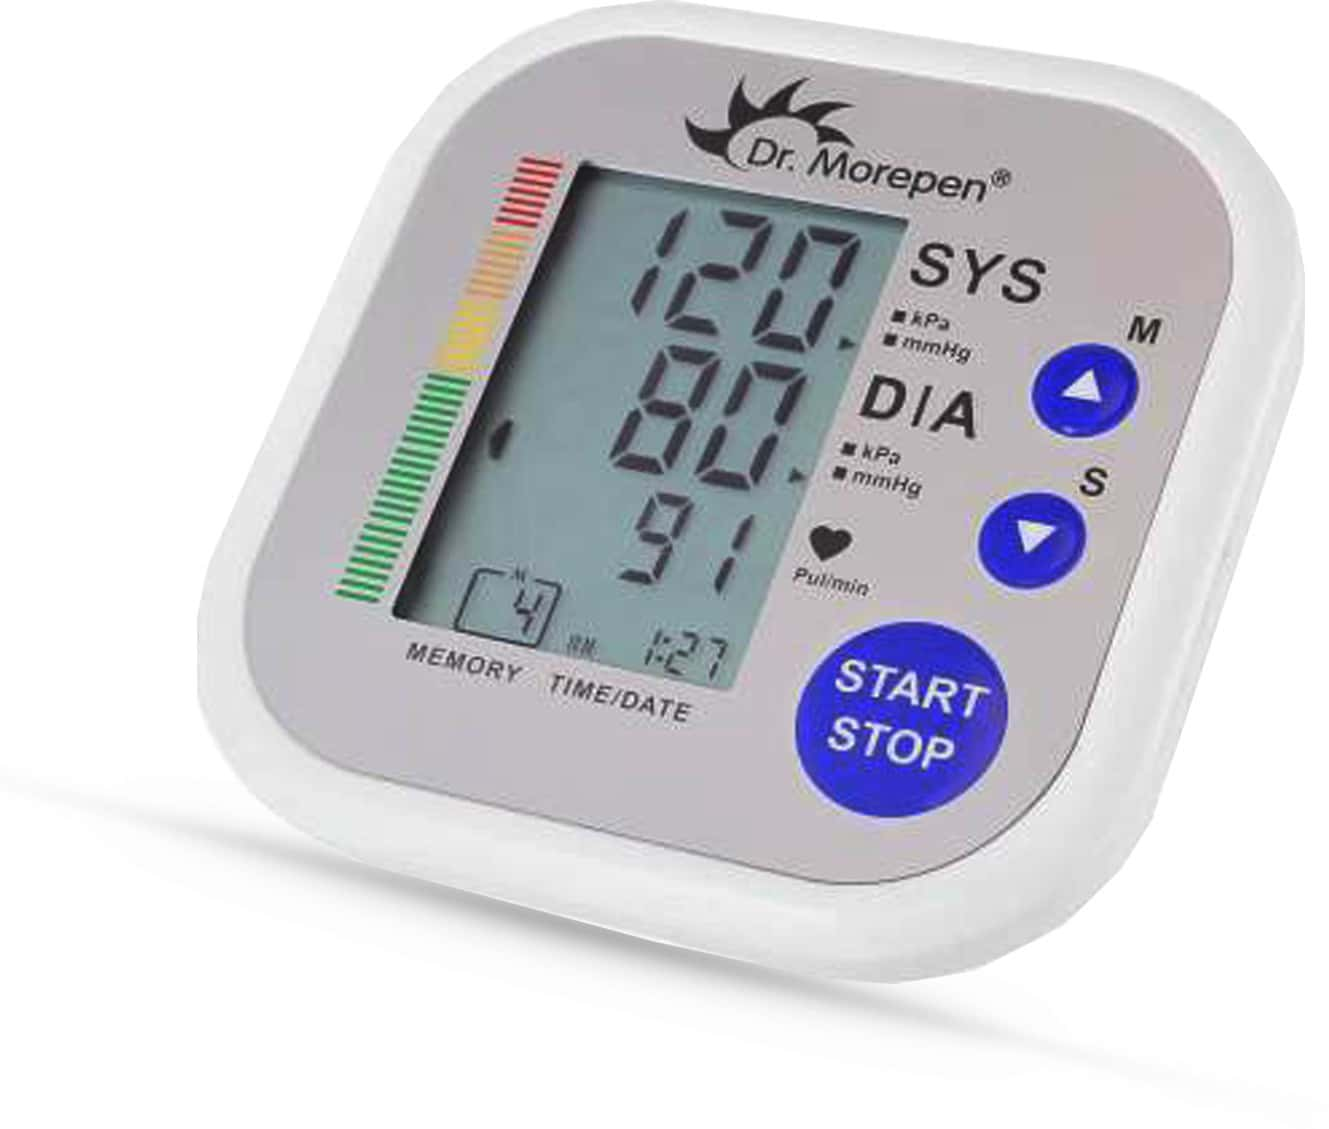 Dr. Morepen®
120
SYS
kPa
mmHg
M
80
DIA
kPa
mmHg
S
91
Pul/min
M
4
1:27
MEMORY TIME/DATE
START
STOP